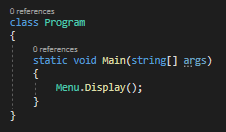 0 references
class Program
{
0 references
static void Main(string[] args)
{
Menu.Display();
}
}